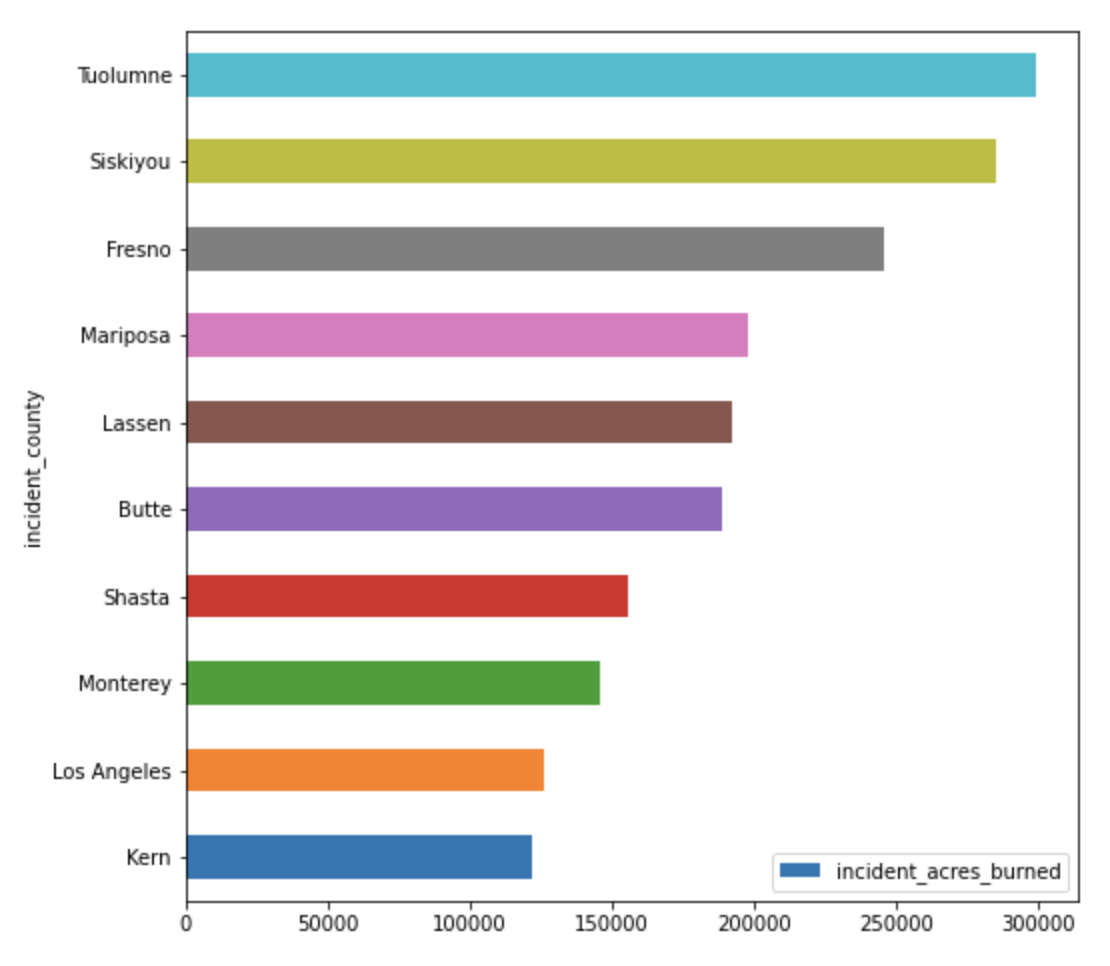 Tuolumne
Siskiyou
Fresno
Mariposa
Lassen
Butte
Shasta
Monterey
Los Angeles
Kern
incident_county
incident_acres_burned
0 50000 100000 150000 200000 250000 300000